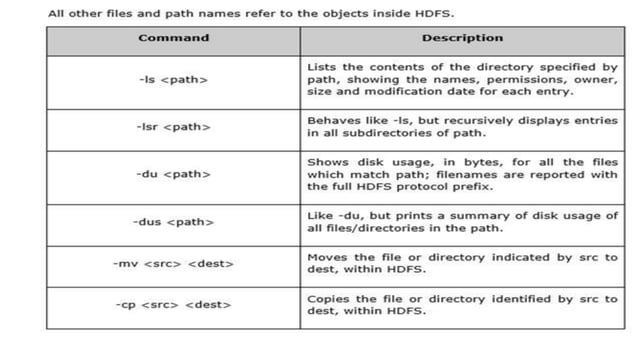 All other files and path names refer to the objects inside HDFS.
Command
Description
-ls <path>
Lists the contents of the directory specified by
path, showing the names, permissions, owner,
size and modification date for each entry.
-lsr <path>
Behaves like -ls, but recursively displays entries
in all subdirectories of path.
-du <path>
Shows disk usage, in bytes, for all the files
which match path; filenames are reported with
the full HDFS protocol prefix.
-dus <path>
Like -du, but prints a summary of disk usage of
all files/directories in the path.
-mv <src> <dest>
Moves the file or directory indicated by src to
dest, within HDFS.
-cp <src> <dest>
Copies the file or directory identified by src to
dest, within HDFS.